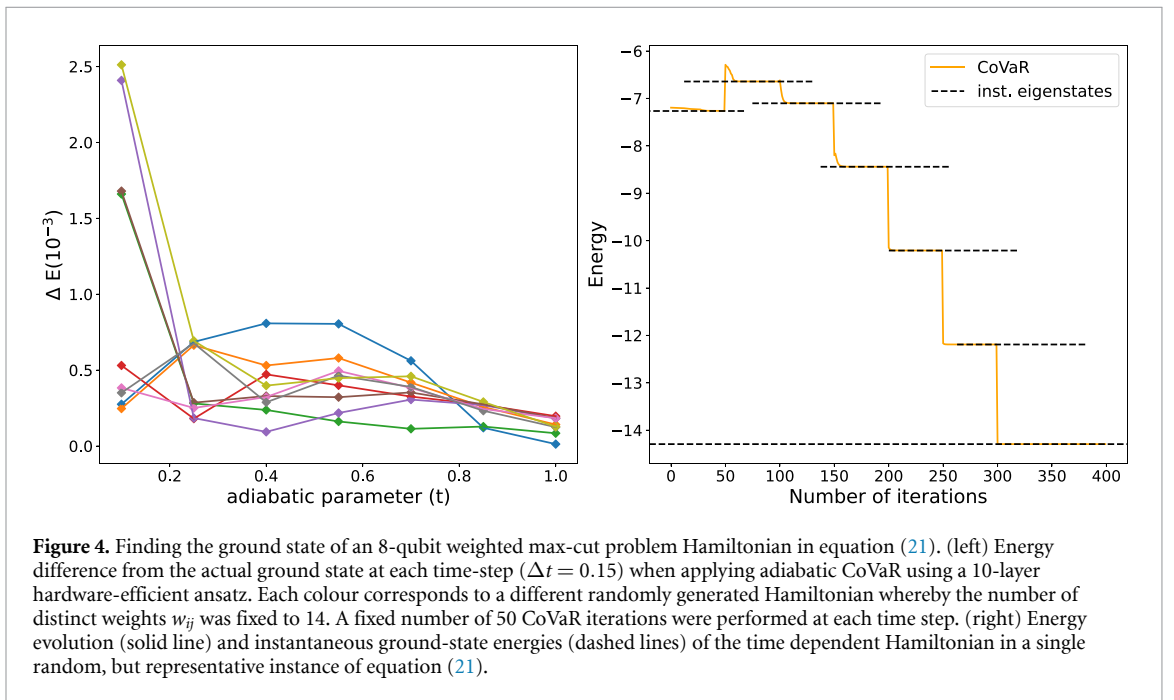 2.5
2.0
1.5
1.0
0.5
0.0
Δ E(10⁻³)
0.2
0.4
0.6
0.8
1.0
adiabatic parameter (t)
−6
−7
−8
−9
−10
−11
−12
−13
−14
Energy
0
50
100
150
200
250
300
350
400
Number of iterations
CoVaR
inst. eigenstates
Figure 4. Finding the ground state of an 8-qubit weighted max-cut problem Hamiltonian in equation (21). (left) Energy
difference from the actual ground state at each time-step (Δt = 0.15) when applying adiabatic CoVaR using a 10-layer
hardware-efficient ansatz. Each colour corresponds to a different randomly generated Hamiltonian whereby the number of
distinct weights wᵢⱼ was fixed to 14. A fixed number of 50 CoVaR iterations were performed at each time step. (right) Energy
evolution (solid line) and instantaneous ground-state energies (dashed lines) of the time dependent Hamiltonian in a single
random, but representative instance of equation (21).